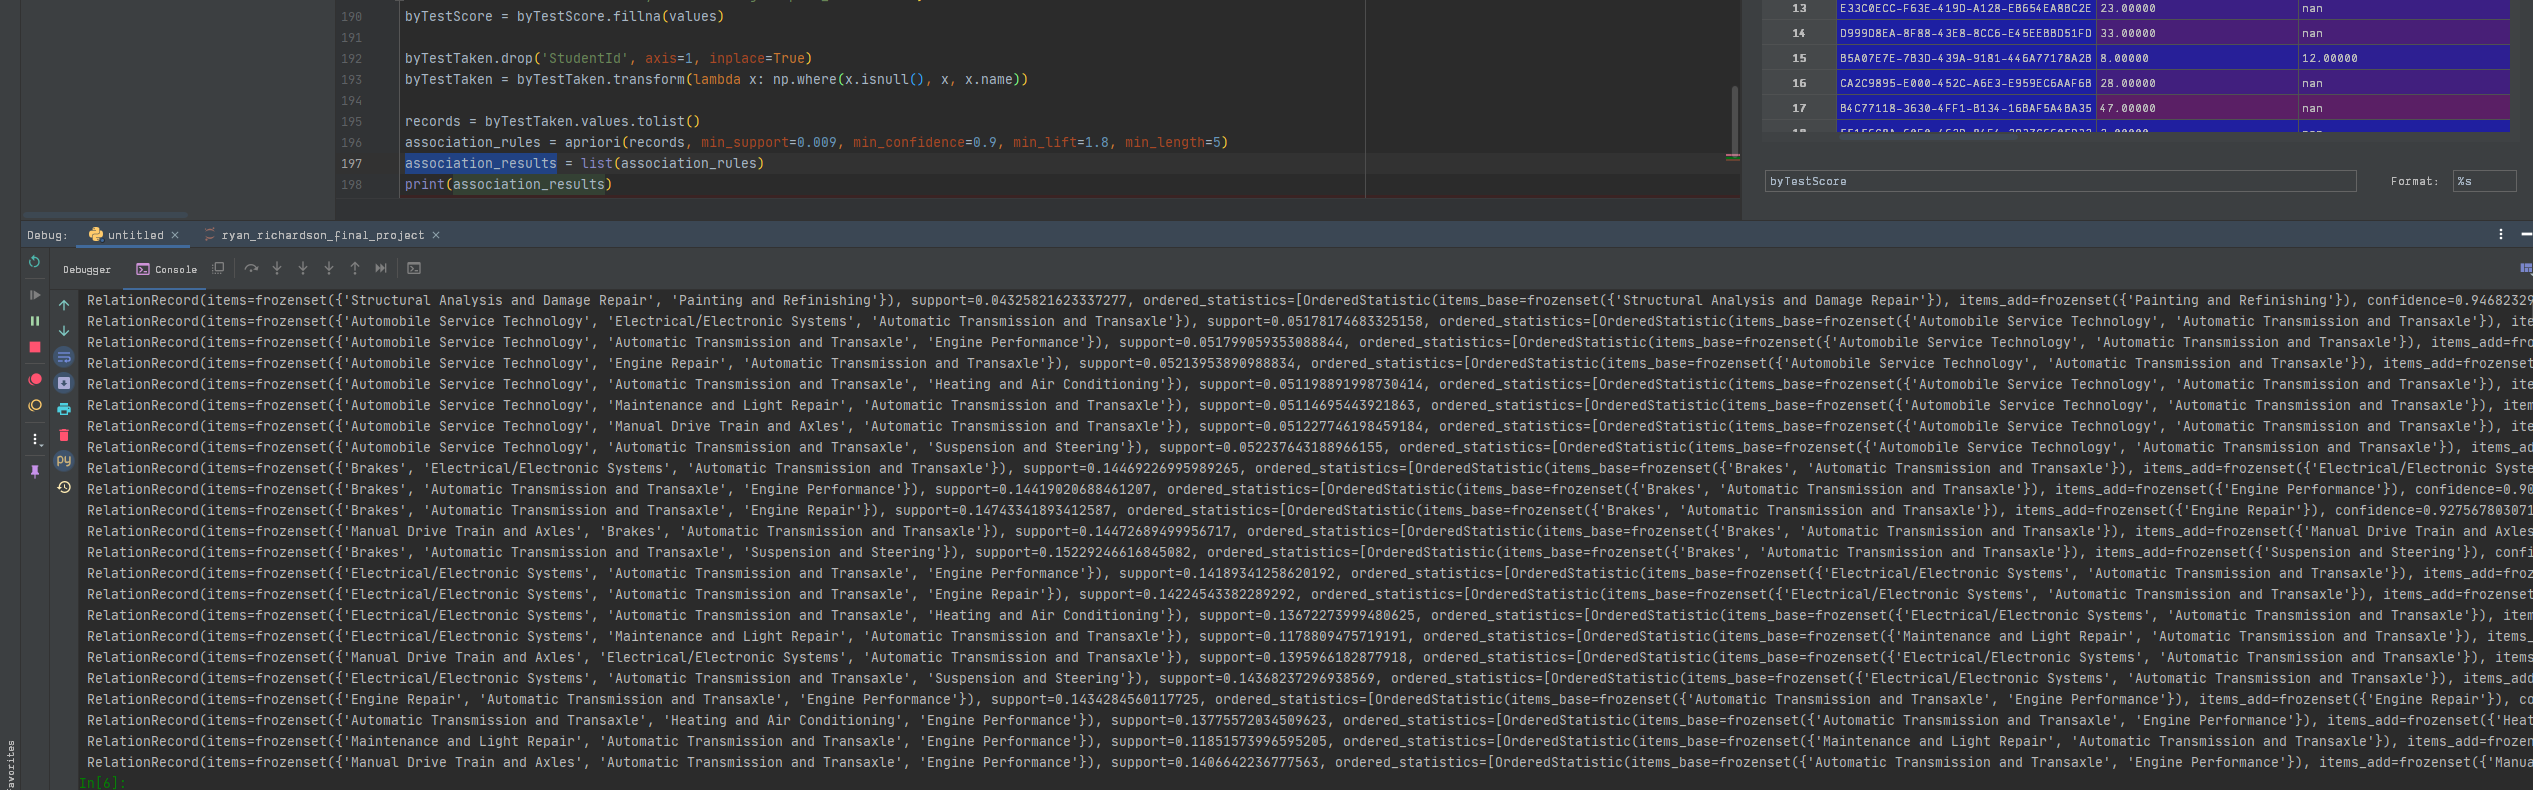 190 byTestScore = byTestScore.fillna(values)
191
192 byTestTaken.drop('StudentId', axis=1, inplace=True)
193 byTestTaken = byTestTaken.transform(lambda x: np.where(x.isnull(), x, x.name))
194
195 records = byTestTaken.values.tolist()
196 association_rules = apriori(records, min_support=0.009, min_confidence=0.9, min_lift=1.8, min_length=5)
197 association_results = list(association_rules)
198 print(association_results)
13 E33C0ECC-F63E-419D-A128-EB654EA8BC2E 23.00000 nan
14 D999D8EA-8F88-43E8-8CC6-E45EEBBD51FD 33.00000 nan
15 B5A07E7E-7B3D-439A-9181-446A77178A2B 8.00000 12.00000
16 CA2C9895-E000-452C-A6E3-E959EC6AAF6B 28.00000 nan
17 B4C77118-3630-4FF1-B134-16BAF5A4BA35 47.00000 nan
byTestScore Format: %s
Debug: untitled × ryan_richardson_final_project ×
Debugger Console
RelationRecord(items=frozenset({'Structural Analysis and Damage Repair', 'Painting and Refinishing'}), support=0.04325821623337277, ordered_statistics=[OrderedStatistic(items_base=frozenset({'Structural Analysis and Damage Repair'}), items_add=frozenset({'Painting and Refinishing'}), confidence=0.94682329
RelationRecord(items=frozenset({'Automobile Service Technology', 'Electrical/Electronic Systems', 'Automatic Transmission and Transaxle'}), support=0.05178174683325158, ordered_statistics=[OrderedStatistic(items_base=frozenset({'Automobile Service Technology', 'Automatic Transmission and Transaxle'}), ite
RelationRecord(items=frozenset({'Automobile Service Technology', 'Automatic Transmission and Transaxle', 'Engine Performance'}), support=0.051799059353088844, ordered_statistics=[OrderedStatistic(items_base=frozenset({'Automobile Service Technology', 'Automatic Transmission and Transaxle'}), items_add=fro
RelationRecord(items=frozenset({'Automobile Service Technology', 'Engine Repair', 'Automatic Transmission and Transaxle'}), support=0.05213953890988834, ordered_statistics=[OrderedStatistic(items_base=frozenset({'Automobile Service Technology', 'Automatic Transmission and Transaxle'}), items_add=frozenset
RelationRecord(items=frozenset({'Automobile Service Technology', 'Automatic Transmission and Transaxle', 'Heating and Air Conditioning'}), support=0.0511988919987​30414, ordered_statistics=[OrderedStatistic(items_base=frozenset({'Automobile Service Technology', 'Automatic Transmission and Transaxle'}), ite
RelationRecord(items=frozenset({'Automobile Service Technology', 'Maintenance and Light Repair', 'Automatic Transmission and Transaxle'}), support=0.05114695443921863, ordered_statistics=[OrderedStatistic(items_base=frozenset({'Automobile Service Technology', 'Automatic Transmission and Transaxle'}), item
RelationRecord(items=frozenset({'Automobile Service Technology', 'Manual Drive Train and Axles', 'Automatic Transmission and Transaxle'}), support=0.051227746198459184, ordered_statistics=[OrderedStatistic(items_base=frozenset({'Automobile Service Technology', 'Automatic Transmission and Transaxle'}), ite
RelationRecord(items=frozenset({'Automobile Service Technology', 'Automatic Transmission and Transaxle', 'Suspension and Steering'}), support=0.052237643188966155, ordered_statistics=[OrderedStatistic(items_base=frozenset({'Automobile Service Technology', 'Automatic Transmission and Transaxle'}), items_ad
RelationRecord(items=frozenset({'Brakes', 'Electrical/Electronic Systems', 'Automatic Transmission and Transaxle'}), support=0.14469226995989265, ordered_statistics=[OrderedStatistic(items_base=frozenset({'Brakes', 'Automatic Transmission and Transaxle'}), items_add=frozenset({'Electrical/Electronic Syste
RelationRecord(items=frozenset({'Brakes', 'Automatic Transmission and Transaxle', 'Engine Performance'}), support=0.14419020688461207, ordered_statistics=[OrderedStatistic(items_base=frozenset({'Brakes', 'Automatic Transmission and Transaxle'}), items_add=frozenset({'Engine Performance'}), confidence=0.90
RelationRecord(items=frozenset({'Brakes', 'Automatic Transmission and Transaxle', 'Engine Repair'}), support=0.14743341893412587, ordered_statistics=[OrderedStatistic(items_base=frozenset({'Brakes', 'Automatic Transmission and Transaxle'}), items_add=frozenset({'Engine Repair'}), confidence=0.927567803071
RelationRecord(items=frozenset({'Manual Drive Train and Axles', 'Brakes', 'Automatic Transmission and Transaxle'}), support=0.14472689499956717, ordered_statistics=[OrderedStatistic(items_base=frozenset({'Brakes', 'Automatic Transmission and Transaxle'}), items_add=frozenset({'Manual Drive Train and Axles
RelationRecord(items=frozenset({'Brakes', 'Automatic Transmission and Transaxle', 'Suspension and Steering'}), support=0.15229246616845082, ordered_statistics=[OrderedStatistic(items_base=frozenset({'Brakes', 'Automatic Transmission and Transaxle'}), items_add=frozenset({'Suspension and Steering'}), confi
RelationRecord(items=frozenset({'Electrical/Electronic Systems', 'Automatic Transmission and Transaxle', 'Engine Performance'}), support=0.14189341258620192, ordered_statistics=[OrderedStatistic(items_base=frozenset({'Electrical/Electronic Systems', 'Automatic Transmission and Transaxle'}), items_add=froz
RelationRecord(items=frozenset({'Electrical/Electronic Systems', 'Automatic Transmission and Transaxle', 'Engine Repair'}), support=0.14224543382289292, ordered_statistics=[OrderedStatistic(items_base=frozenset({'Electrical/Electronic Systems', 'Automatic Transmission and Transaxle'}), items_add=frozenset
RelationRecord(items=frozenset({'Electrical/Electronic Systems', 'Automatic Transmission and Transaxle', 'Heating and Air Conditioning'}), support=0.13672273999480625, ordered_statistics=[OrderedStatistic(items_base=frozenset({'Electrical/Electronic Systems', 'Automatic Transmission and Transaxle'}), item
RelationRecord(items=frozenset({'Electrical/Electronic Systems', 'Maintenance and Light Repair', 'Automatic Transmission and Transaxle'}), support=0.1178809475719191, ordered_statistics=[OrderedStatistic(items_base=frozenset({'Maintenance and Light Repair', 'Automatic Transmission and Transaxle'}), items_
RelationRecord(items=frozenset({'Manual Drive Train and Axles', 'Electrical/Electronic Systems', 'Automatic Transmission and Transaxle'}), support=0.1395966182877918, ordered_statistics=[OrderedStatistic(items_base=frozenset({'Electrical/Electronic Systems', 'Automatic Transmission and Transaxle'}), items
RelationRecord(items=frozenset({'Electrical/Electronic Systems', 'Automatic Transmission and Transaxle', 'Suspension and Steering'}), support=0.14368237296938569, ordered_statistics=[OrderedStatistic(items_base=frozenset({'Electrical/Electronic Systems', 'Automatic Transmission and Transaxle'}), items_add
RelationRecord(items=frozenset({'Engine Repair', 'Automatic Transmission and Transaxle', 'Engine Performance'}), support=0.1434284560117725, ordered_statistics=[OrderedStatistic(items_base=frozenset({'Automatic Transmission and Transaxle', 'Engine Performance'}), items_add=frozenset({'Engine Repair'}), co
RelationRecord(items=frozenset({'Automatic Transmission and Transaxle', 'Heating and Air Conditioning', 'Engine Performance'}), support=0.13775572034509623, ordered_statistics=[OrderedStatistic(items_base=frozenset({'Automatic Transmission and Transaxle', 'Engine Performance'}), items_add=frozenset({'Heat
RelationRecord(items=frozenset({'Maintenance and Light Repair', 'Automatic Transmission and Transaxle', 'Engine Performance'}), support=0.11851573996595205, ordered_statistics=[OrderedStatistic(items_base=frozenset({'Maintenance and Light Repair', 'Automatic Transmission and Transaxle'}), items_add=frozen
RelationRecord(items=frozenset({'Manual Drive Train and Axles', 'Automatic Transmission and Transaxle', 'Engine Performance'}), support=0.1406642236777563, ordered_statistics=[OrderedStatistic(items_base=frozenset({'Automatic Transmission and Transaxle', 'Engine Performance'}), items_add=frozenset({'Manua
In[6]:
Favorites